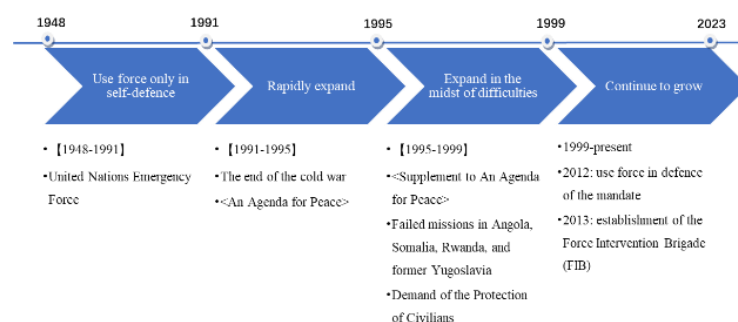 1948 1991 1995 1999 2023
Use force only in
self-defence
Rapidly expand
Expand in the
midst of difficulties
Continue to grow
•【1948-1991】
•United Nations Emergency
Force
•【1991-1995】
•The end of the cold war
•<An Agenda for Peace>
•【1995-1999】
•<Supplement to An Agenda
for Peace>
•Failed missions in Angola,
Somalia, Rwanda, and
former Yugoslavia
•Demand of the Protection
of Civilians
•1999-present
•2012: use force in defence
of the mandate
•2013: establishment of the
Force Intervention Brigade
(FIB)